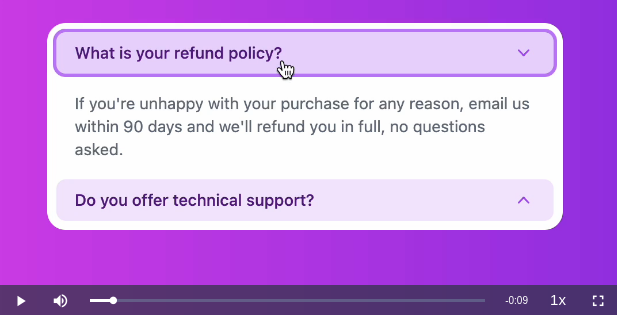 What is your refund policy?
If you're unhappy with your purchase for any reason, email us
within 90 days and we'll refund you in full, no questions
asked.
Do you offer technical support?
-0:09 1x